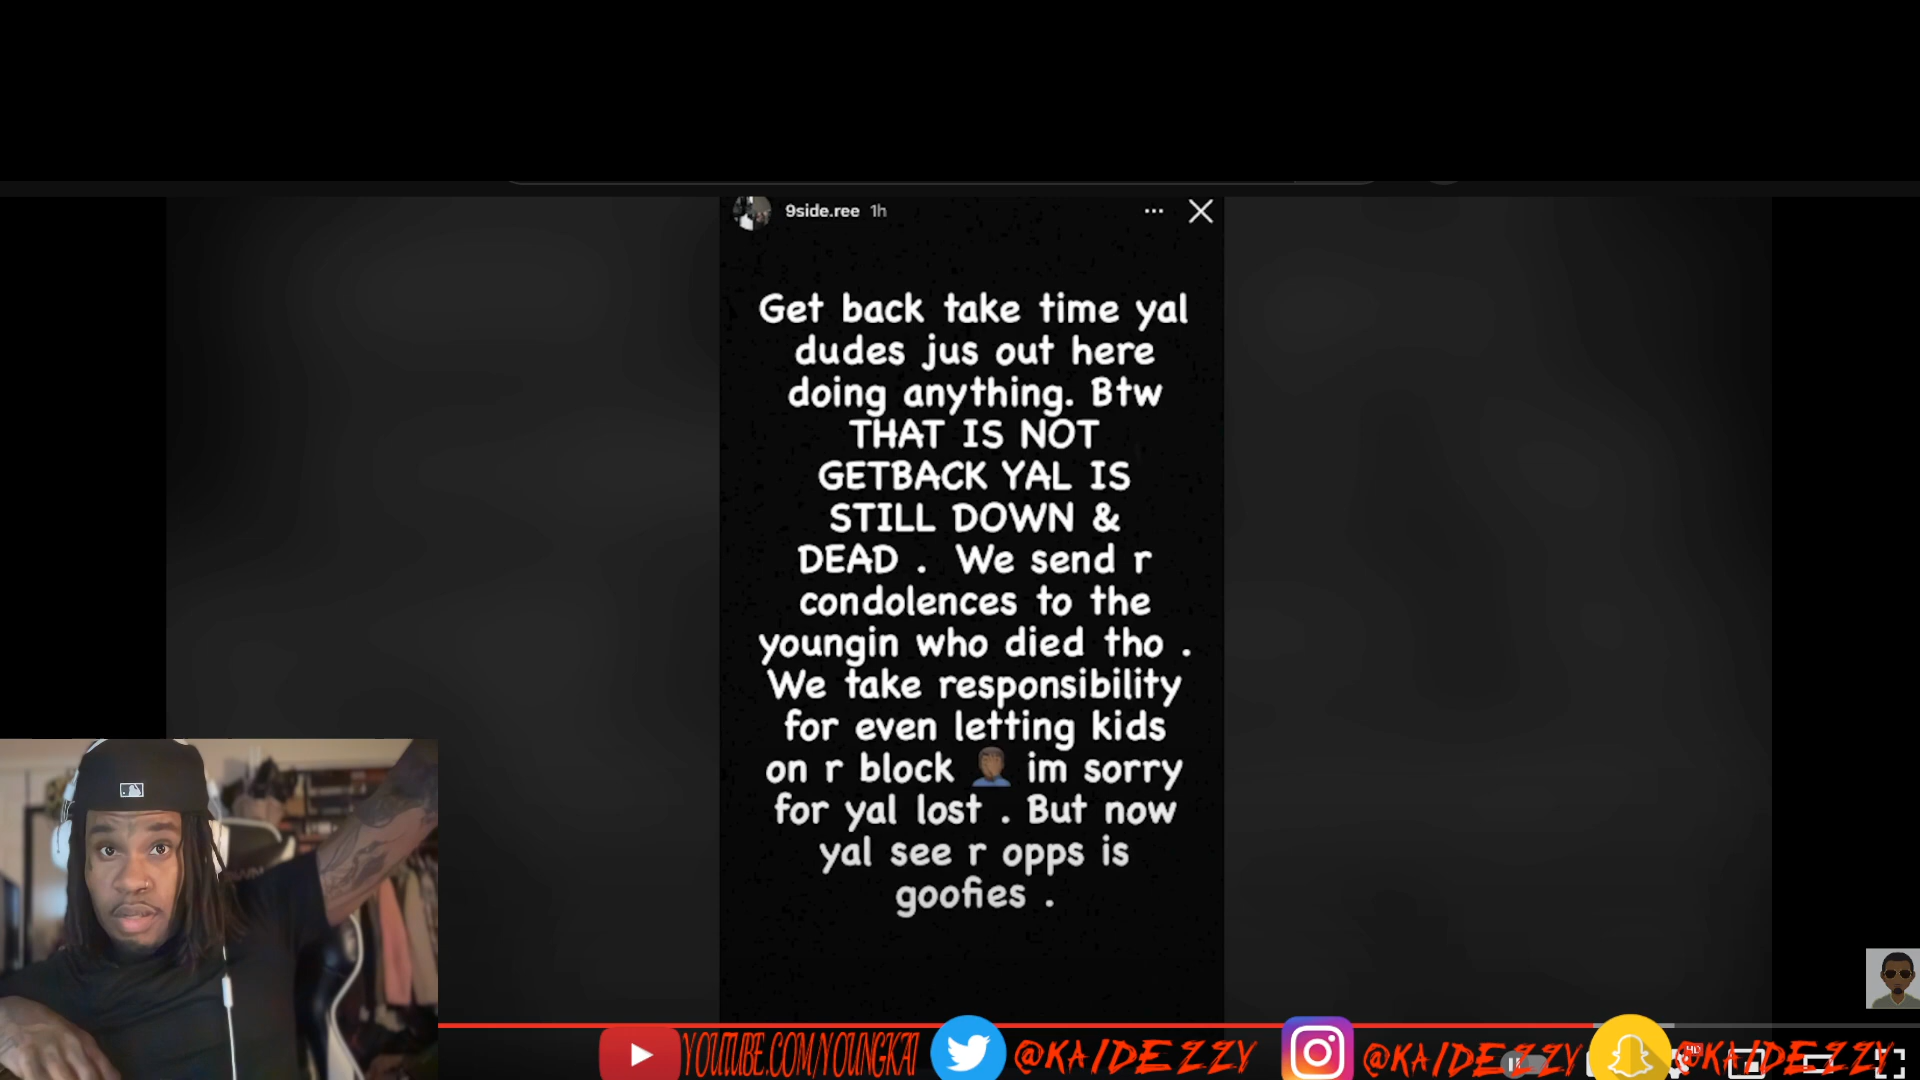 9side.ree 1h
Get back take time yal
dudes jus out here
doing anything. Btw
THAT IS NOT
GETBACK YAL IS
STILL DOWN &
DEAD . We send r
condolences to the
youngin who died tho .
We take responsibility
for even letting kids
on r block 🤦🏾‍♂️ im sorry
for yal lost . But now
yal see r opps is
goofies .
YOUTUBE.COM/YOUNGKAI @KAIDEZZY @KAIDEZZY @KAIDEZZY
HD